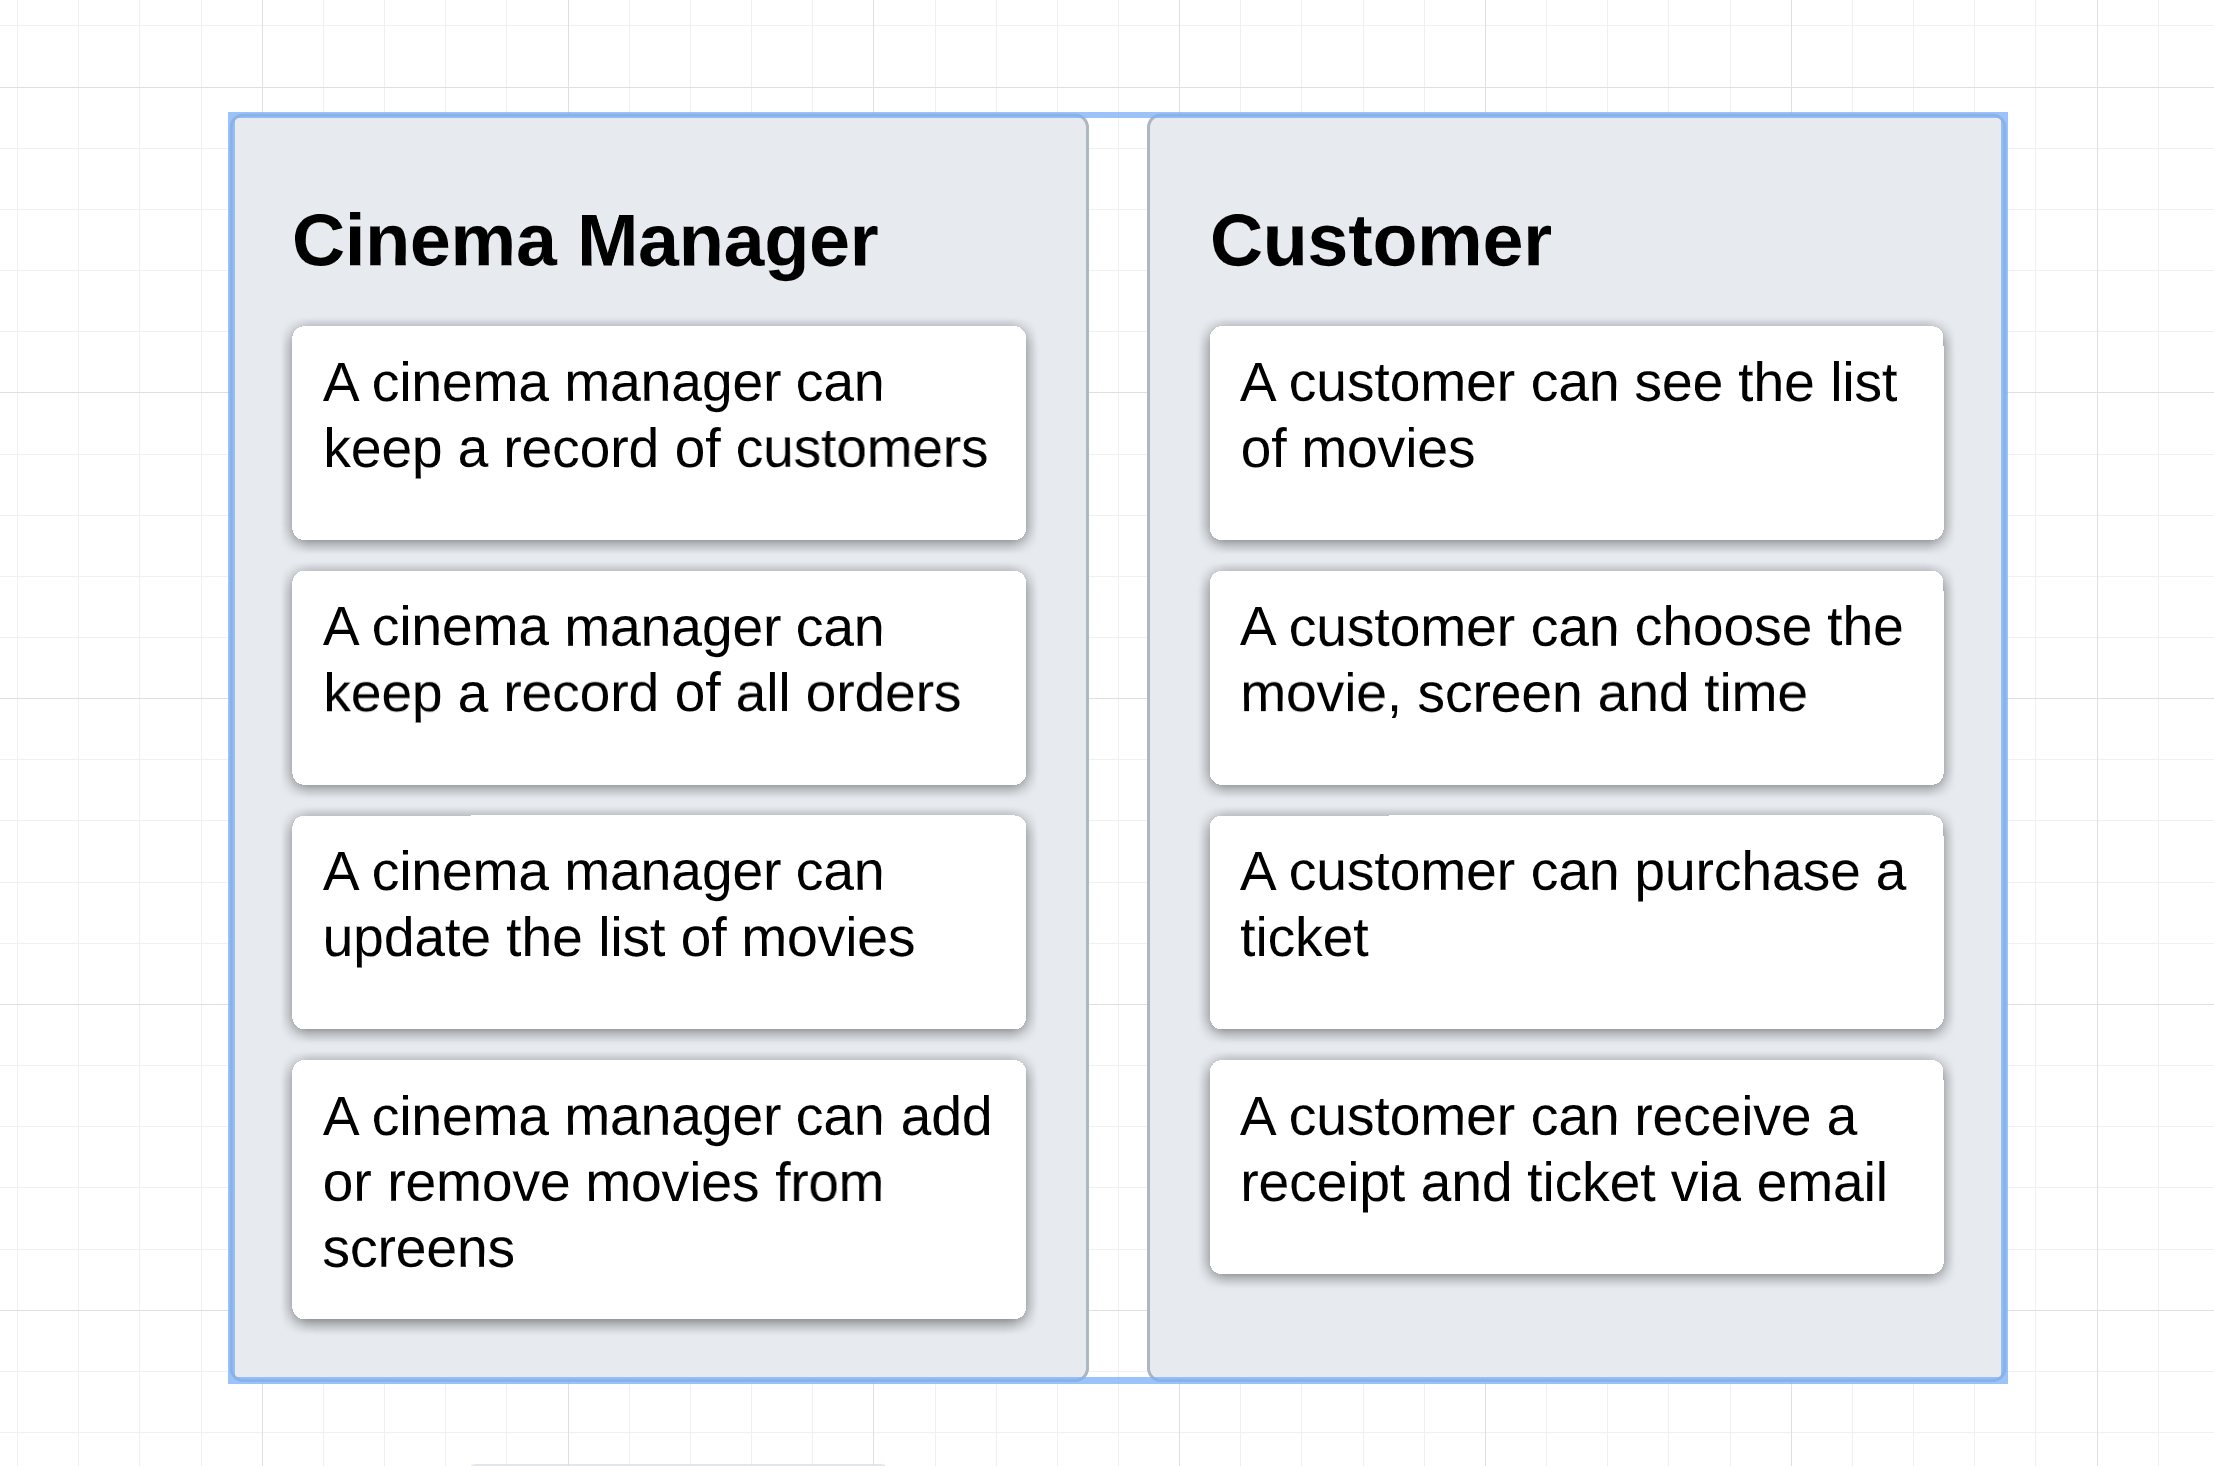 Cinema Manager
A cinema manager can
keep a record of customers
A cinema manager can
keep a record of all orders
A cinema manager can
update the list of movies
A cinema manager can add
or remove movies from
screens
Customer
A customer can see the list
of movies
A customer can choose the
movie, screen and time
A customer can purchase a
ticket
A customer can receive a
receipt and ticket via email